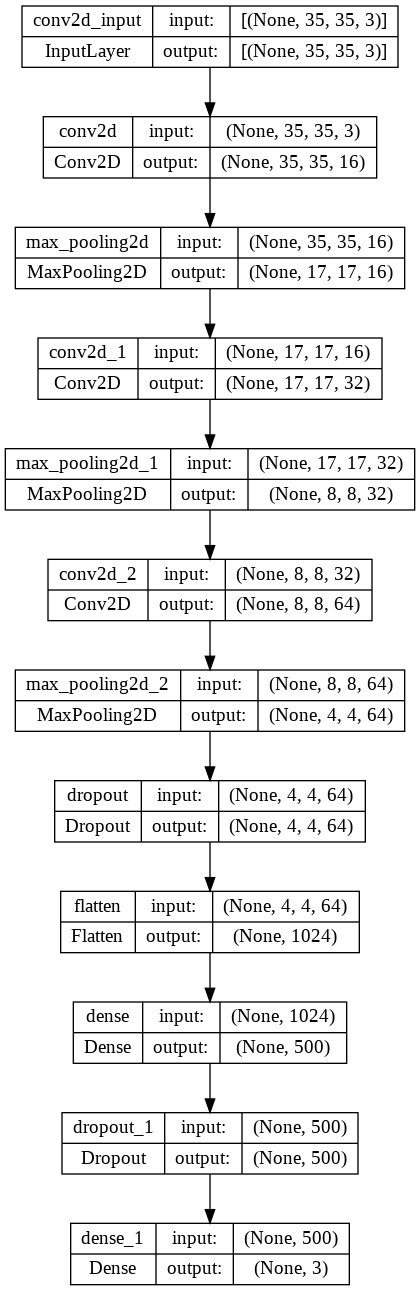 conv2d_input input: [(None, 35, 35, 3)]
InputLayer output: [(None, 35, 35, 3)]
conv2d input: (None, 35, 35, 3)
Conv2D output: (None, 35, 35, 16)
max_pooling2d input: (None, 35, 35, 16)
MaxPooling2D output: (None, 17, 17, 16)
conv2d_1 input: (None, 17, 17, 16)
Conv2D output: (None, 17, 17, 32)
max_pooling2d_1 input: (None, 17, 17, 32)
MaxPooling2D output: (None, 8, 8, 32)
conv2d_2 input: (None, 8, 8, 32)
Conv2D output: (None, 8, 8, 64)
max_pooling2d_2 input: (None, 8, 8, 64)
MaxPooling2D output: (None, 4, 4, 64)
dropout input: (None, 4, 4, 64)
Dropout output: (None, 4, 4, 64)
flatten input: (None, 4, 4, 64)
Flatten output: (None, 1024)
dense input: (None, 1024)
Dense output: (None, 500)
dropout_1 input: (None, 500)
Dropout output: (None, 500)
dense_1 input: (None, 500)
Dense output: (None, 3)